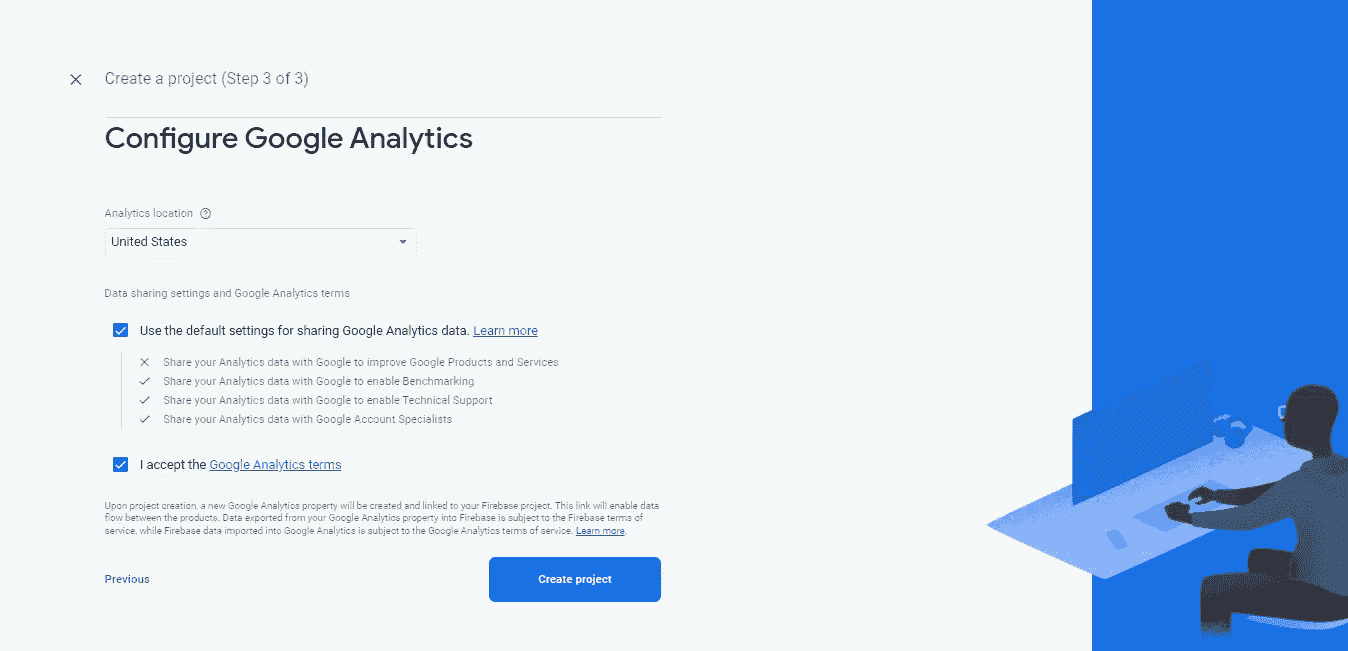 Create a project (Step 3 of 3)
Configure Google Analytics
Analytics location
United States
Data sharing settings and Google Analytics terms
Use the default settings for sharing Google Analytics data. Learn more
Share your Analytics data with Google to improve Google Products and Services
Share your Analytics data with Google to enable Benchmarking
Share your Analytics data with Google to enable Technical Support
Share your Analytics data with Google Account Specialists
I accept the Google Analytics terms
Upon project creation, a new Google Analytics property will be created and linked to your Firebase project. This link will enable data
flow between the products. Data exported from your Google Analytics property into Firebase is subject to the Firebase terms of
service, while Firebase data imported into Google Analytics is subject to the Google Analytics terms of service. Learn more.
Previous
Create project